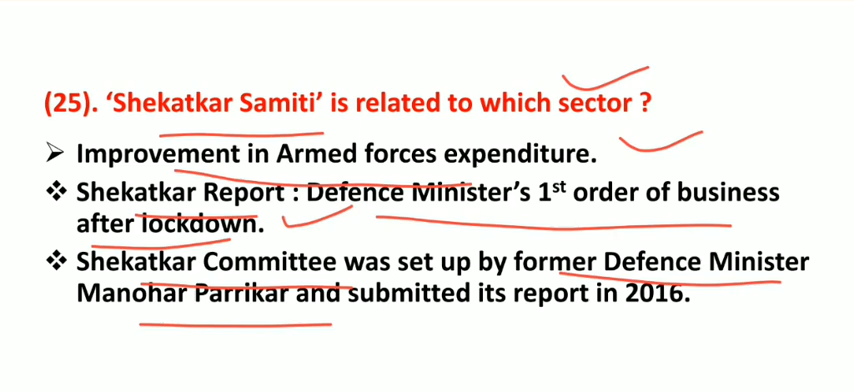 (25). ‘Shekatkar Samiti’ is related to which sector ?
➢ Improvement in Armed forces expenditure.
❖ Shekatkar Report : Defence Minister’s 1st order of business
after lockdown.
❖ Shekatkar Committee was set up by former Defence Minister
Manohar Parrikar and submitted its report in 2016.